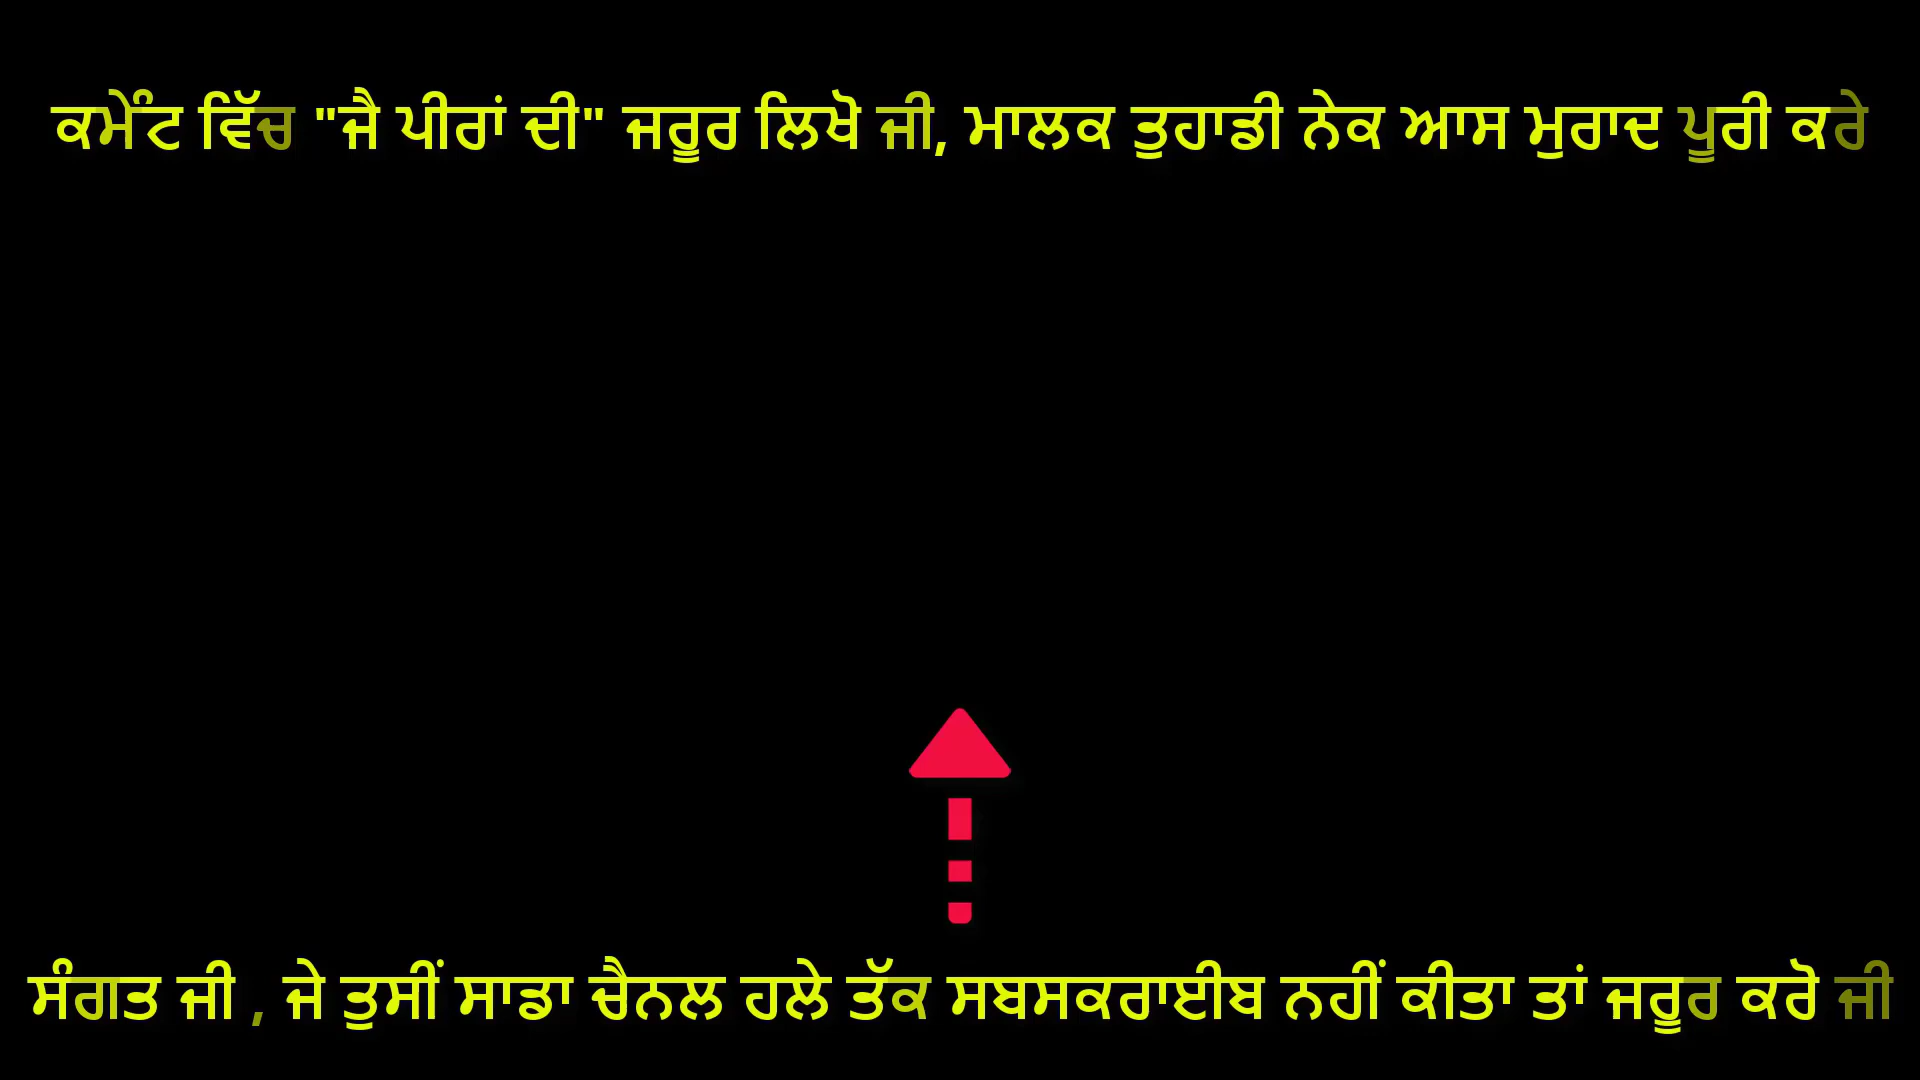 ਕਮੇੰਟ ਵਿੱਚ "ਜੈ ਪੀਰਾਂ ਦੀ" ਜਰੂਰ ਲਿਖੋ ਜੀ, ਮਾਲਕ ਤੁਹਾਡੀ ਨੇਕ ਆਸ ਮੁਰਾਦ ਪੂਰੀ ਕਰੇ
ਸੰਗਤ ਜੀ , ਜੇ ਤੁਸੀਂ ਸਾਡਾ ਚੈਨਲ ਹਲੇ ਤੱਕ ਸਬਸਕਰਾਈਬ ਨਹੀਂ ਕੀਤਾ ਤਾਂ ਜਰੂਰ ਕਰੋ ਜੀ